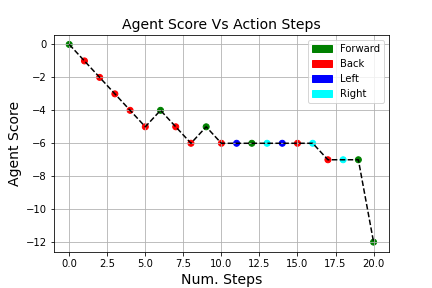 Agent Score Vs Action Steps
Forward
Back
Left
Right
0
−2
−4
−6
−8
−10
−12
Agent Score
0.0 2.5 5.0 7.5 10.0 12.5 15.0 17.5 20.0
Num. Steps